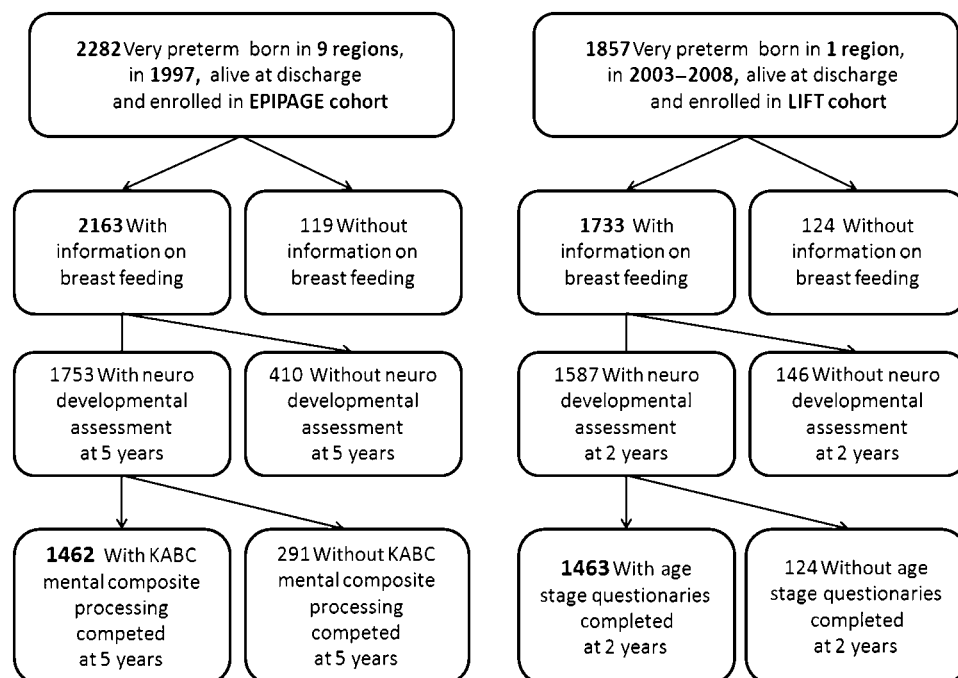 2282 Very preterm born in 9 regions,
in 1997, alive at discharge
and enrolled in EPIPAGE cohort
1857 Very preterm born in 1 region,
in 2003–2008, alive at discharge
and enrolled in LIFT cohort
2163 With
information on
breast feeding
119 Without
information on
breast feeding
1733 With
information on
breast feeding
124 Without
information on
breast feeding
1753 With neuro
developmental
assessment
at 5 years
410 Without neuro
developmental
assessment
at 5 years
1587 With neuro
developmental
assessment
at 2 years
146 Without neuro
developmental
assessment
at 2 years
1462 With KABC
mental composite
processing
competed
at 5 years
291 Without KABC
mental composite
processing
competed
at 5 years
1463 With age
stage questionaries
completed
at 2 years
124 Without age
stage questionaries
completed
at 2 years